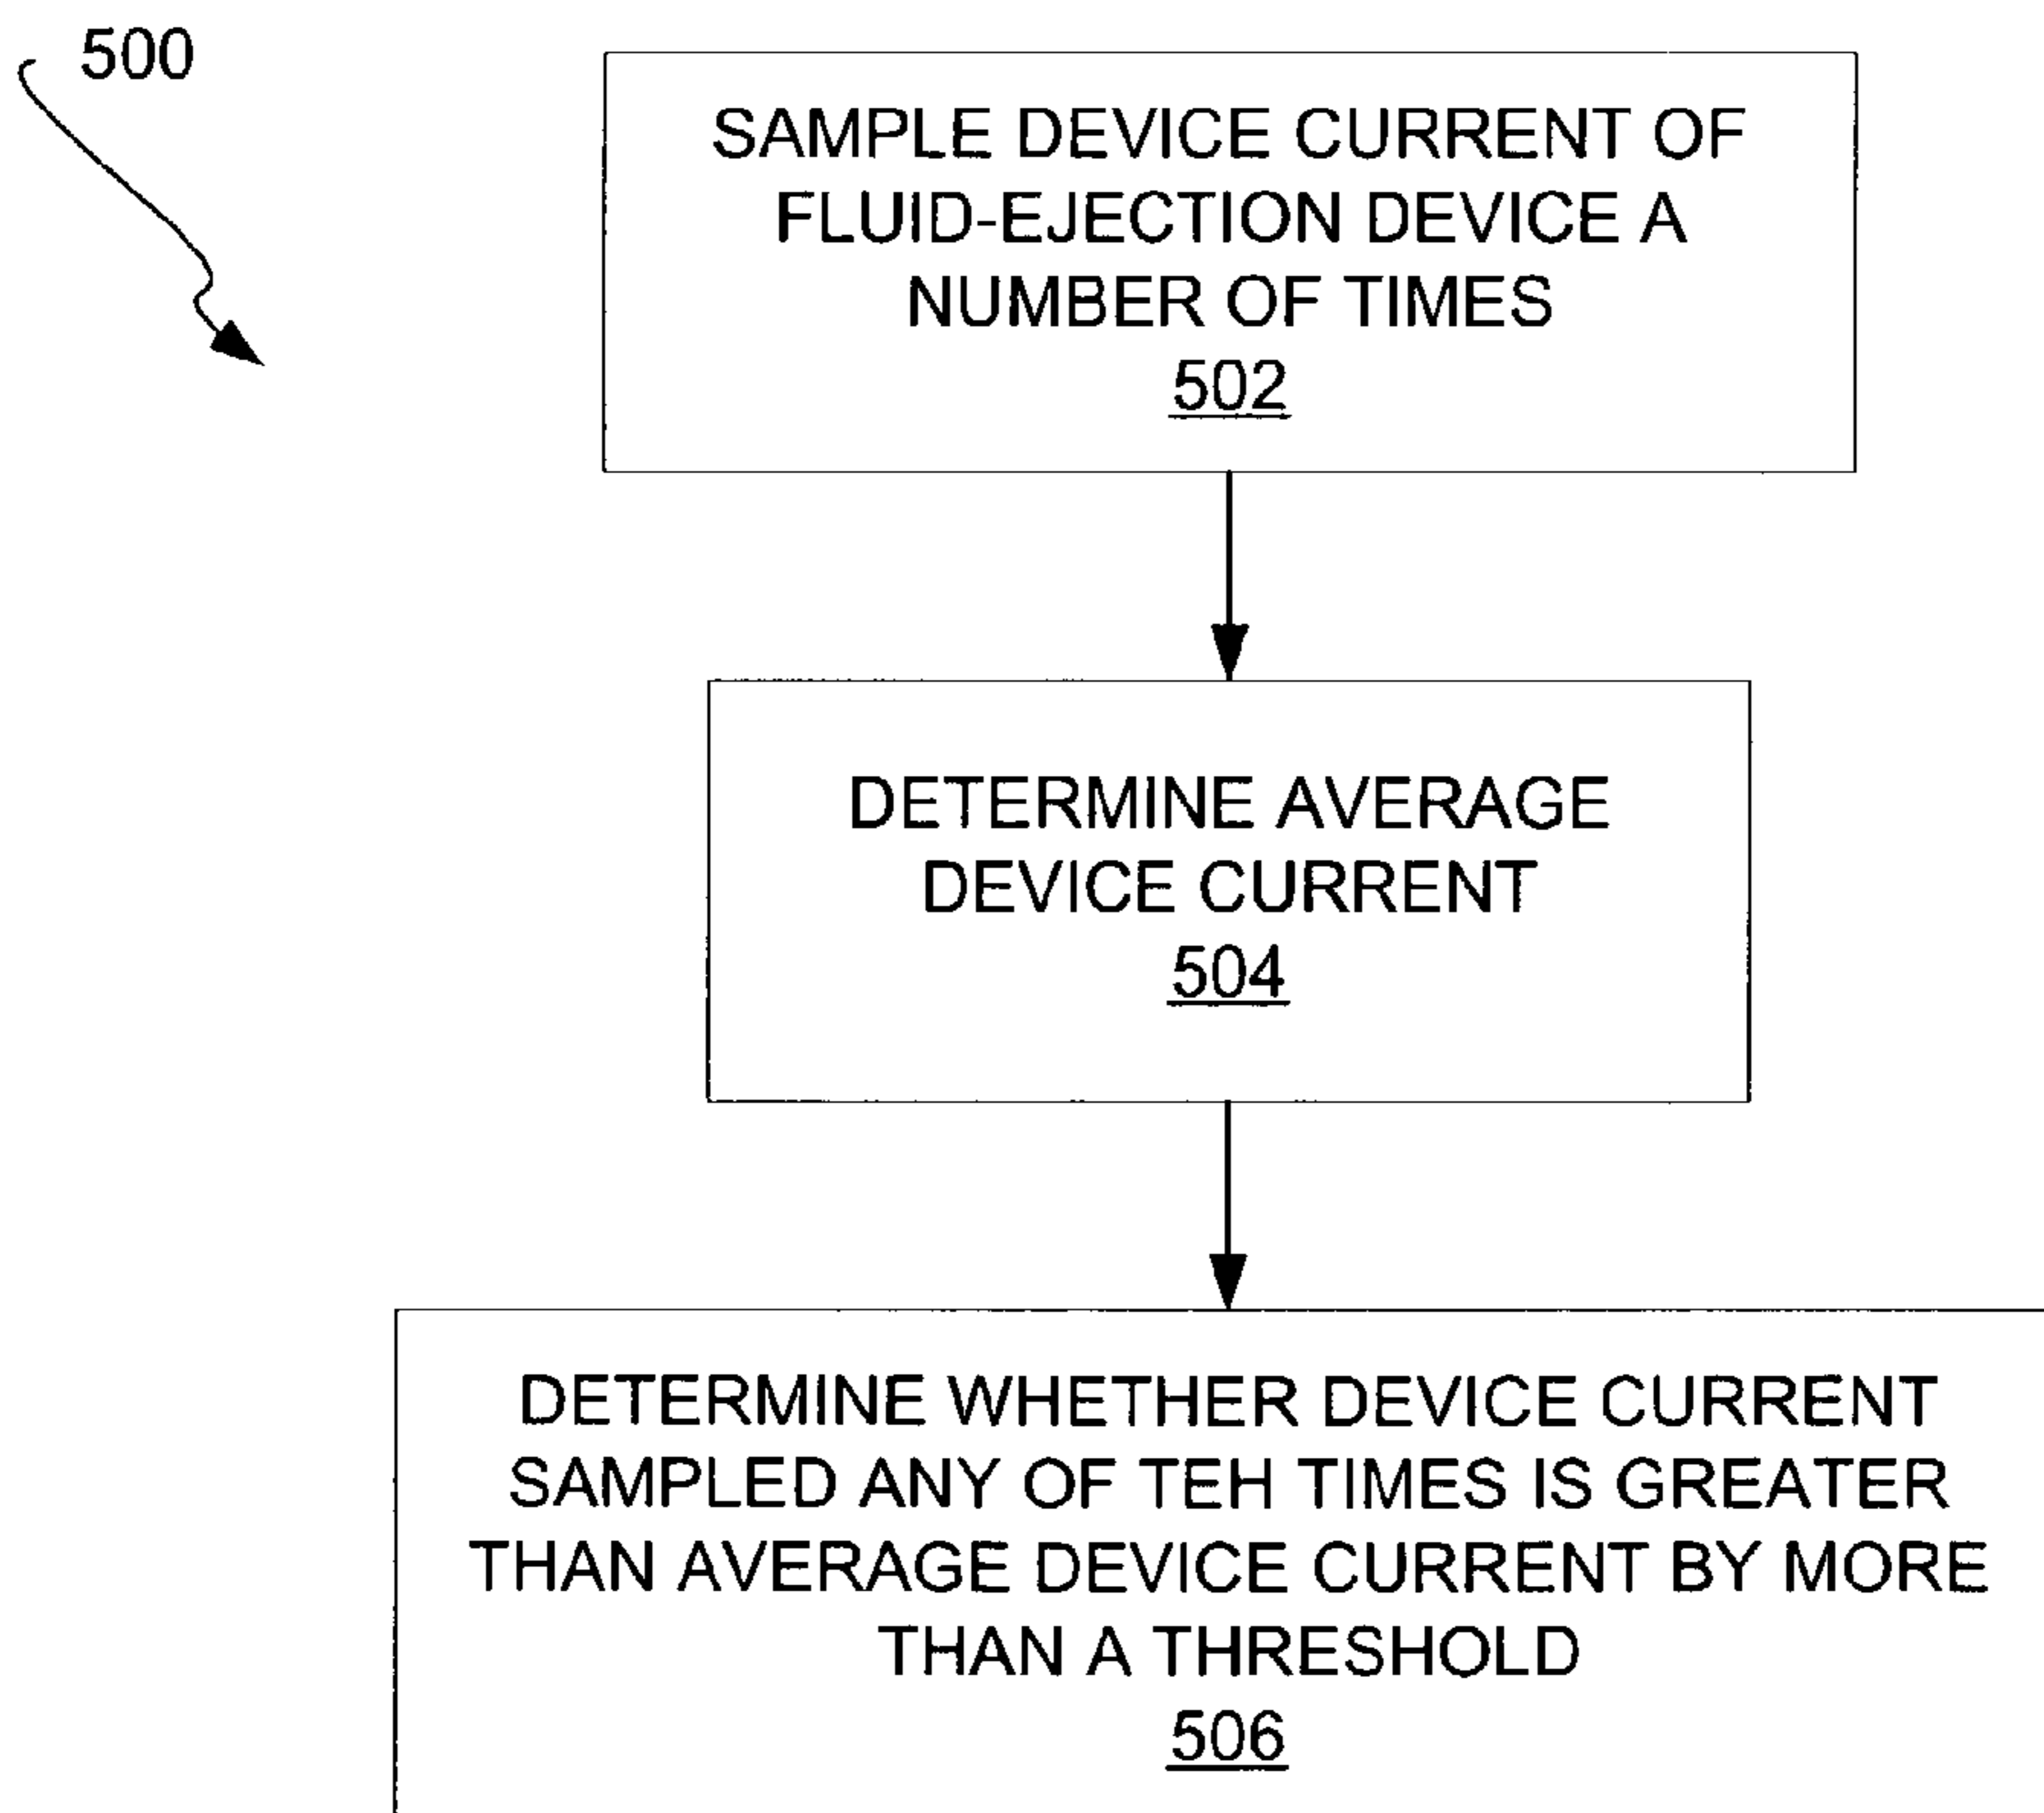 500
SAMPLE DEVICE CURRENT OF
FLUID-EJECTION DEVICE A
NUMBER OF TIMES
502
DETERMINE AVERAGE
DEVICE CURRENT
504
DETERMINE WHETHER DEVICE CURRENT
SAMPLED ANY OF TEH TIMES IS GREATER
THAN AVERAGE DEVICE CURRENT BY MORE
THAN A THRESHOLD
506